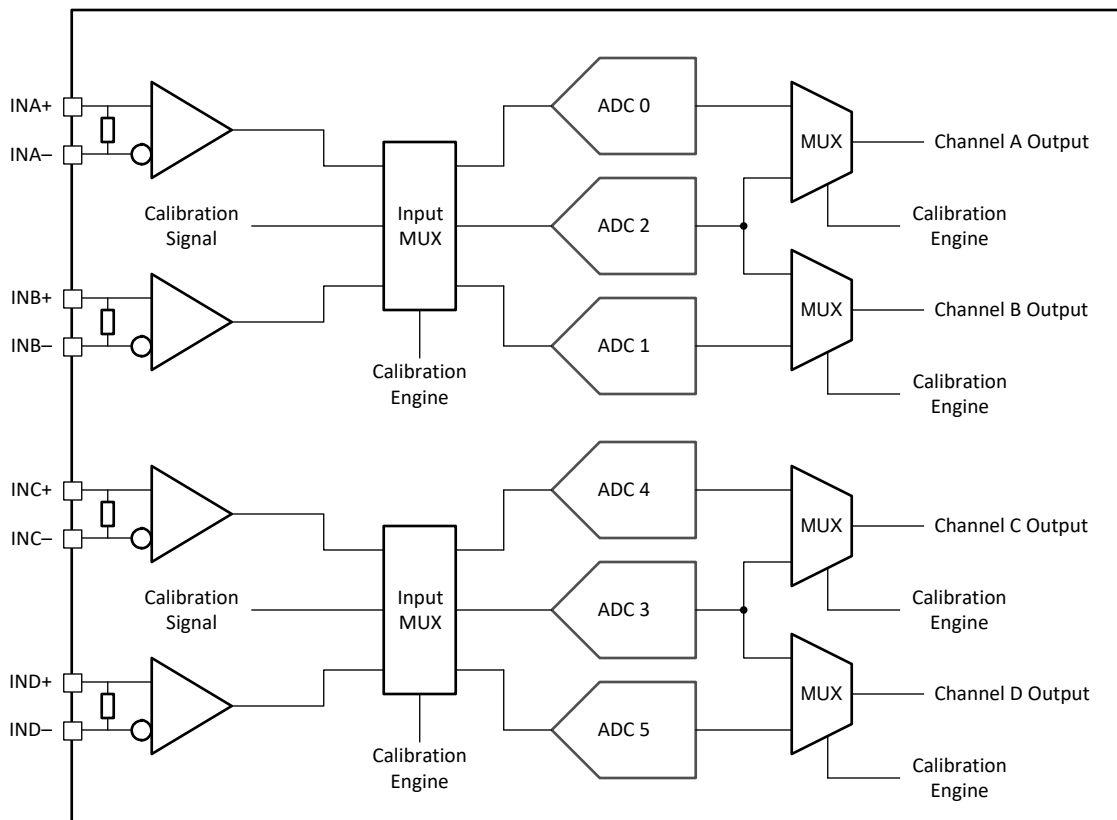 INA+
INA–
INB+
INB–
Calibration
Signal
Input
MUX
Calibration
Engine
ADC 0
ADC 2
ADC 1
MUX
Channel A Output
Calibration
Engine
MUX
Channel B Output
Calibration
Engine
INC+
INC–
IND+
IND–
Calibration
Signal
Input
MUX
Calibration
Engine
ADC 4
ADC 3
ADC 5
MUX
Channel C Output
Calibration
Engine
MUX
Channel D Output
Calibration
Engine